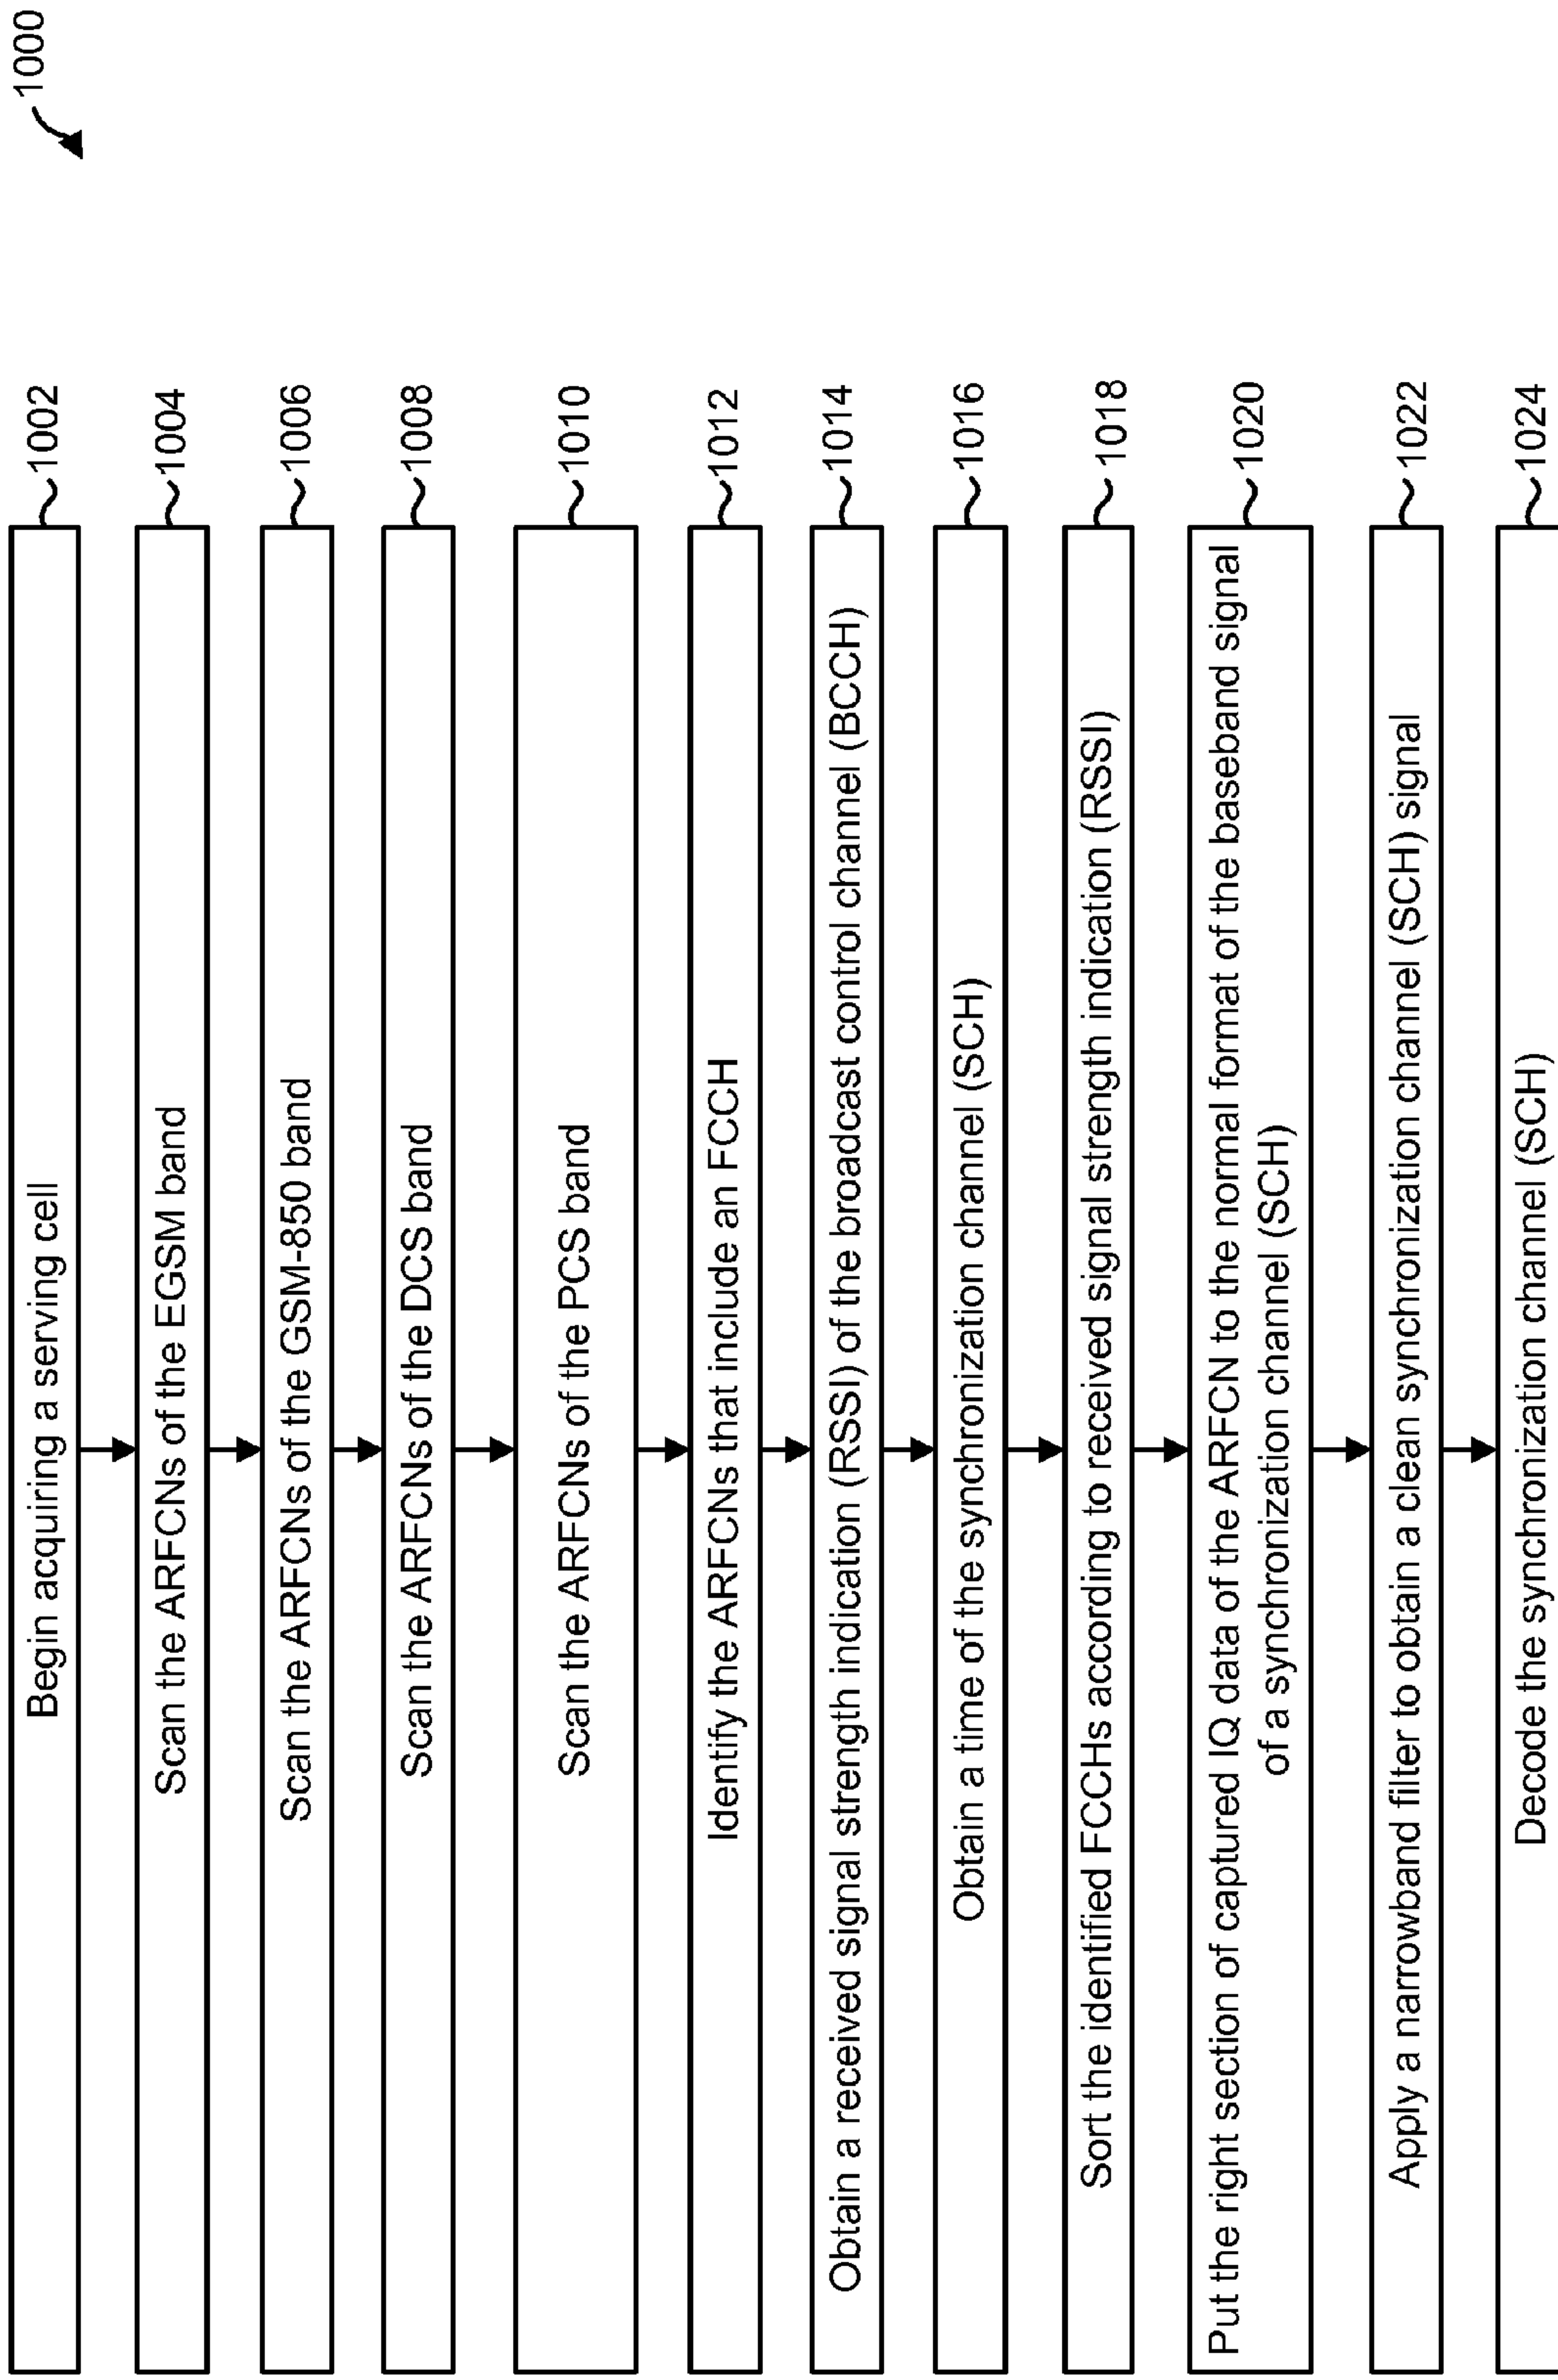 1000
Begin acquiring a serving cell
1002
Scan the ARFCNs of the EGSM band
1004
Scan the ARFCNs of the GSM-850 band
1006
Scan the ARFCNs of the DCS band
1008
Scan the ARFCNs of the PCS band
1010
Identify the ARFCNs that include an FCCH
1012
Obtain a received signal strength indication (RSSI) of the broadcast control channel (BCCH)
1014
Obtain a time of the synchronization channel (SCH)
1016
Sort the identified FCCHs according to received signal strength indication (RSSI)
1018
Put the right section of captured IQ data of the ARFCN to the normal format of the baseband signal
of a synchronization channel (SCH)
1020
Apply a narrowband filter to obtain a clean synchronization channel (SCH) signal
1022
Decode the synchronization channel (SCH)
1024